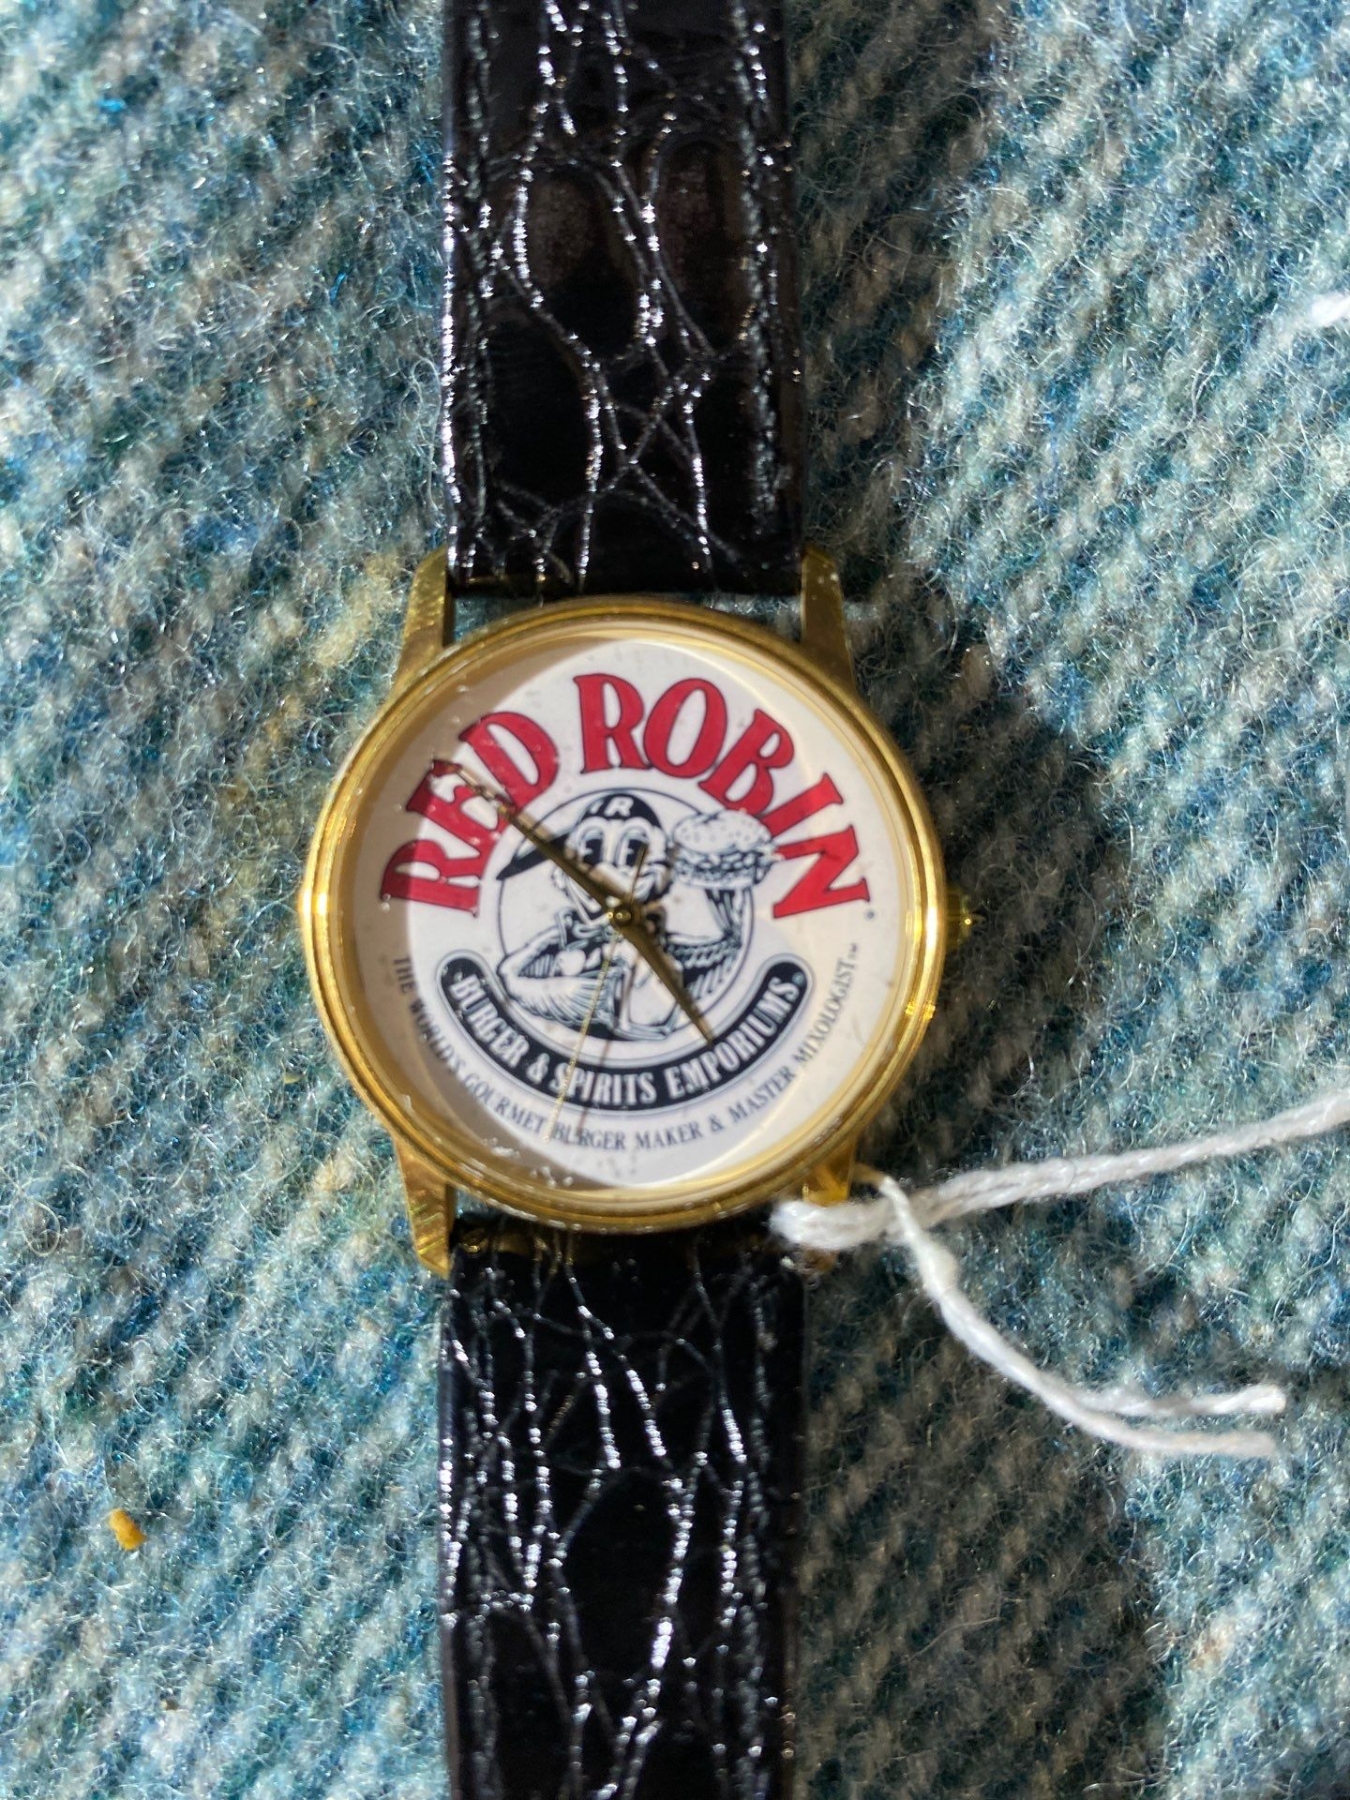 RED ROBIN
R
BURGER & SPIRITS EMPORIUMS.
THE WORLD'S GOURMET BURGER MAKER & MASTER MIXOLOGIST™